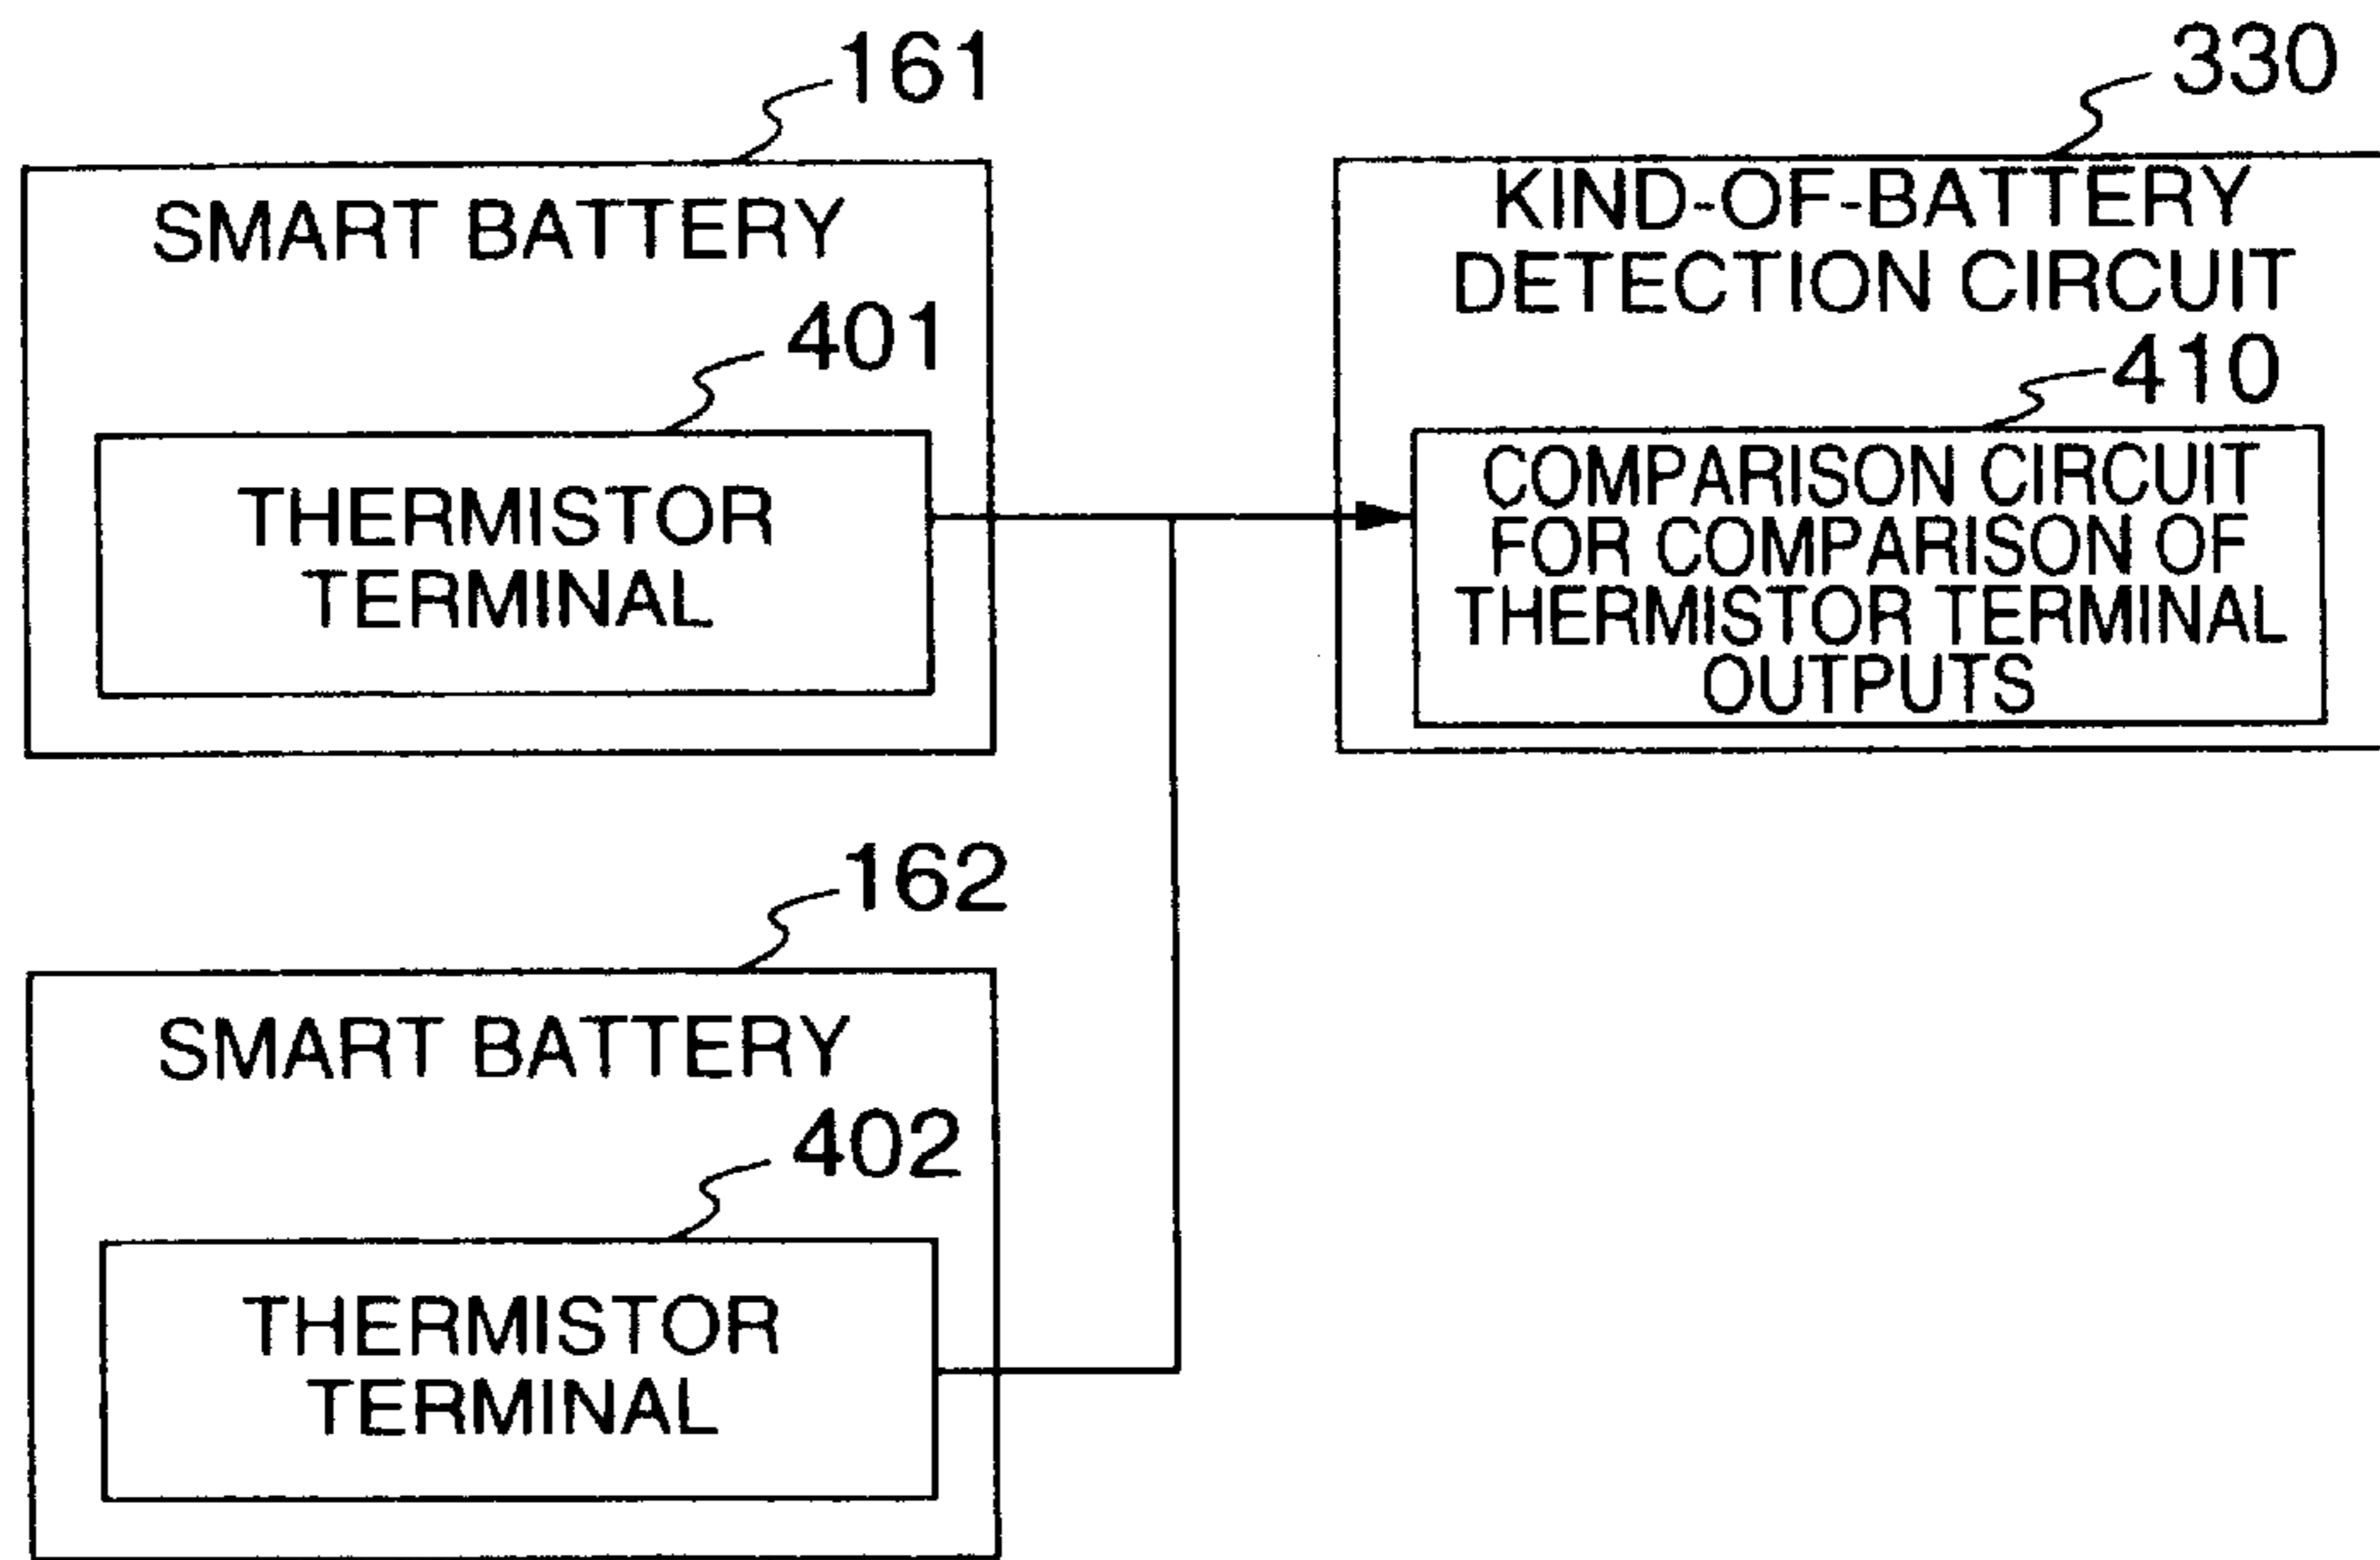 161
SMART BATTERY
401
THERMISTOR
TERMINAL
330
KIND-OF-BATTERY
DETECTION CIRCUIT
410
COMPARISON CIRCUIT
FOR COMPARISON OF
THERMISTOR TERMINAL
OUTPUTS
162
SMART BATTERY
402
THERMISTOR
TERMINAL